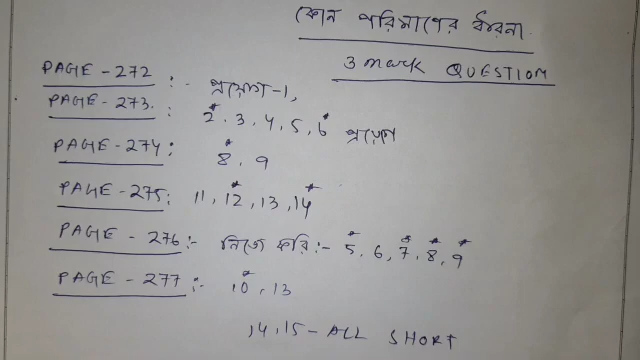 কোন পরিমাপের ধারনা
3 mark QUESTION
PAGE - 272 :- প্রয়োগ - 1,
PAGE - 273 : 2*, 3, 4, 5, 6* প্রয়োগ
PAGE - 274 : 8*, 9
PAGE - 275 : 11, 12*, 13, 14*
PAGE - 276 :- নিজে করি :- 5*, 6, 7*, 8*, 9*
PAGE - 277 :- 10*, 13
14, 15 - ALL SHORT